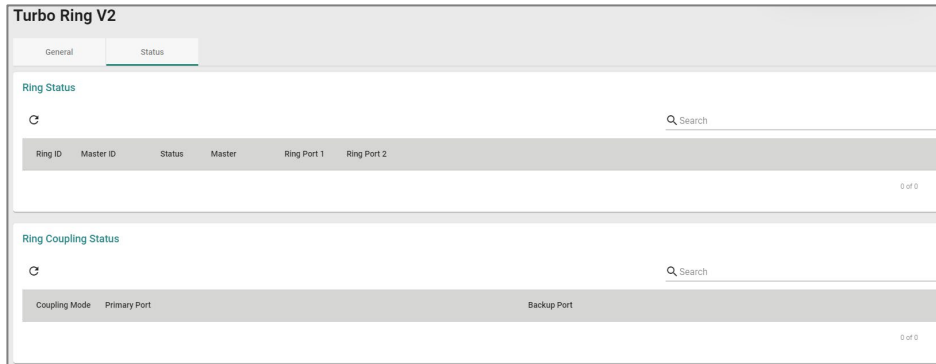 Turbo Ring V2
General Status
Ring Status
Search
Ring ID Master ID Status Master Ring Port 1 Ring Port 2
0 of 0
Ring Coupling Status
Search
Coupling Mode Primary Port Backup Port
0 of 0